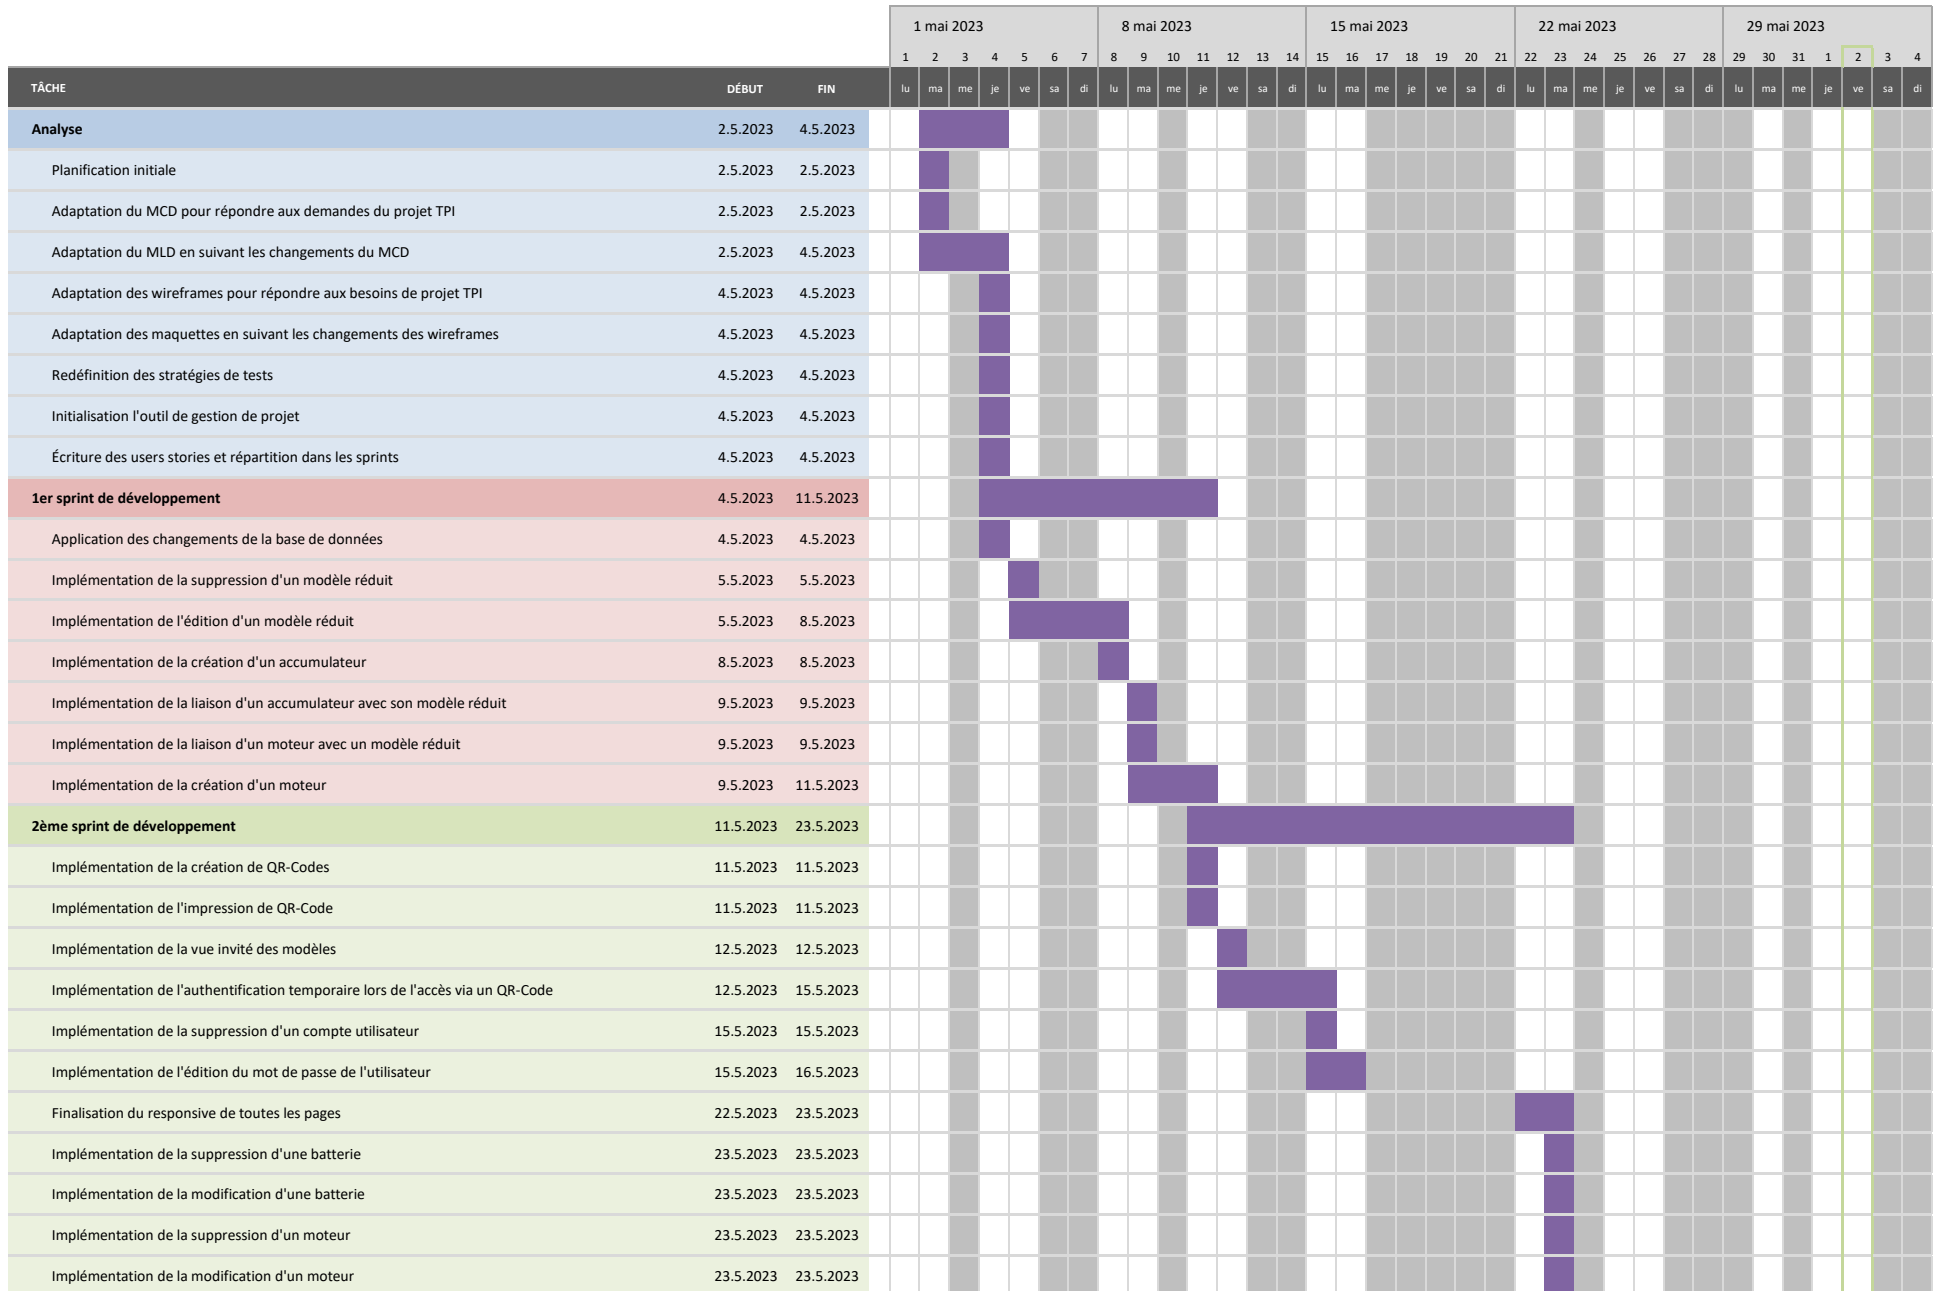 1 mai 2023 8 mai 2023 15 mai 2023 22 mai 2023 29 mai 2023
1 2 3 4 5 6 7 8 9 10 11 12 13 14 15 16 17 18 19 20 21 22 23 24 25 26 27 28 29 30 31 1 2 3 4
TÂCHE DÉBUT FIN lu ma me je ve sa di lu ma me je ve sa di lu ma me je ve sa di lu ma me je ve sa di lu ma me je ve sa di
Analyse 2.5.2023 4.5.2023
Planification initiale 2.5.2023 2.5.2023
Adaptation du MCD pour répondre aux demandes du projet TPI 2.5.2023 2.5.2023
Adaptation du MLD en suivant les changements du MCD 2.5.2023 4.5.2023
Adaptation des wireframes pour répondre aux besoins de projet TPI 4.5.2023 4.5.2023
Adaptation des maquettes en suivant les changements des wireframes 4.5.2023 4.5.2023
Redéfinition des stratégies de tests 4.5.2023 4.5.2023
Initialisation l'outil de gestion de projet 4.5.2023 4.5.2023
Écriture des users stories et répartition dans les sprints 4.5.2023 4.5.2023
1er sprint de développement 4.5.2023 11.5.2023
Application des changements de la base de données 4.5.2023 4.5.2023
Implémentation de la suppression d'un modèle réduit 5.5.2023 5.5.2023
Implémentation de l'édition d'un modèle réduit 5.5.2023 8.5.2023
Implémentation de la création d'un accumulateur 8.5.2023 8.5.2023
Implémentation de la liaison d'un accumulateur avec son modèle réduit 9.5.2023 9.5.2023
Implémentation de la liaison d'un moteur avec un modèle réduit 9.5.2023 9.5.2023
Implémentation de la création d'un moteur 9.5.2023 11.5.2023
2ème sprint de développement 11.5.2023 23.5.2023
Implémentation de la création de QR-Codes 11.5.2023 11.5.2023
Implémentation de l'impression de QR-Code 11.5.2023 11.5.2023
Implémentation de la vue invité des modèles 12.5.2023 12.5.2023
Implémentation de l'authentification temporaire lors de l'accès via un QR-Code 12.5.2023 15.5.2023
Implémentation de la suppression d'un compte utilisateur 15.5.2023 15.5.2023
Implémentation de l'édition du mot de passe de l'utilisateur 15.5.2023 16.5.2023
Finalisation du responsive de toutes les pages 22.5.2023 23.5.2023
Implémentation de la suppression d'une batterie 23.5.2023 23.5.2023
Implémentation de la modification d'une batterie 23.5.2023 23.5.2023
Implémentation de la suppression d'un moteur 23.5.2023 23.5.2023
Implémentation de la modification d'un moteur 23.5.2023 23.5.2023